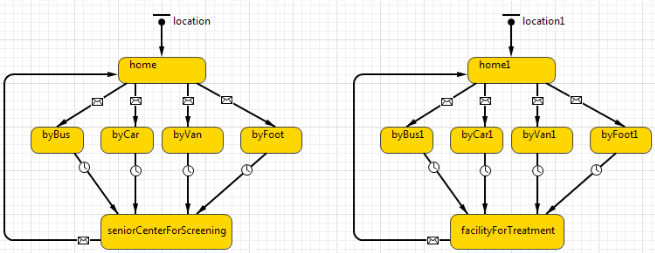 location
home
byBus
byCar
byVan
byFoot
seniorCenterForScreening
location1
home1
byBus1
byCar1
byVan1
byFoot1
facilityForTreatment